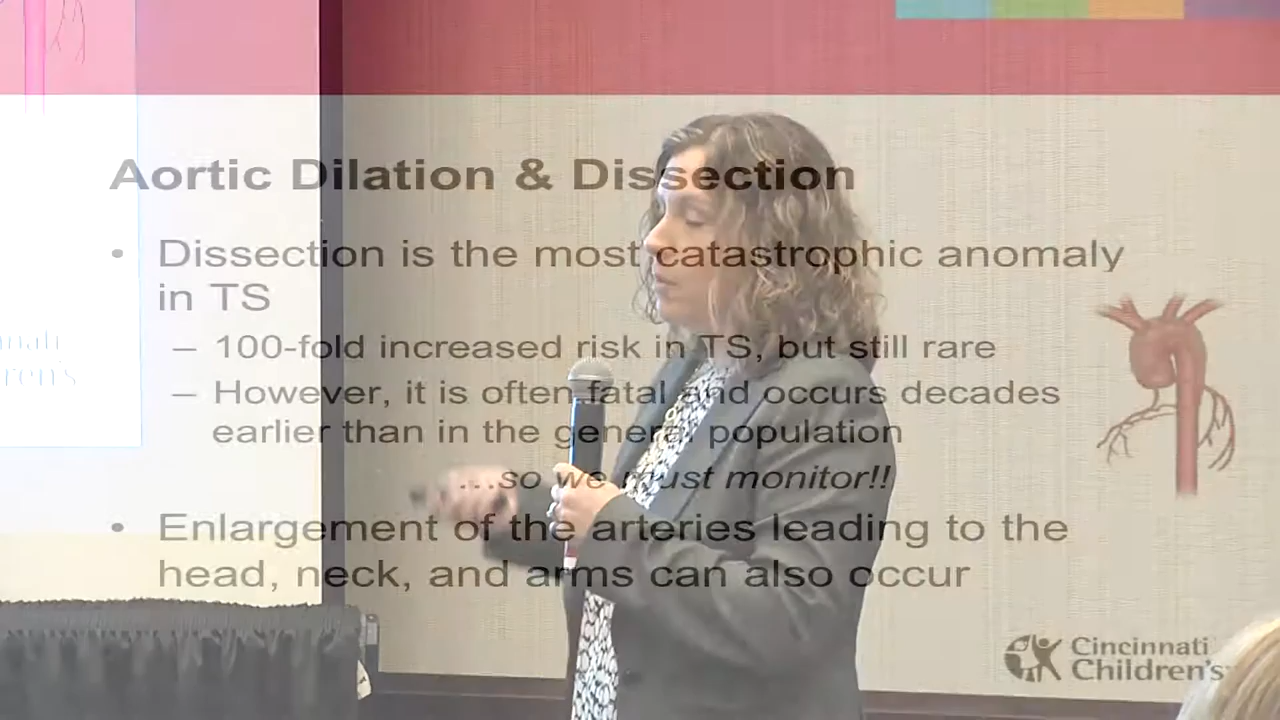 Aortic Dilation & Dissection
• Dissection is the most catastrophic anomaly
in TS
– 100-fold increased risk in TS, but still rare
– However, it is often fatal and occurs decades
earlier than in the general population
...so we must monitor!!
• Enlargement of the arteries leading to the
head, neck, and arms can also occur
Cincinnati
Children's